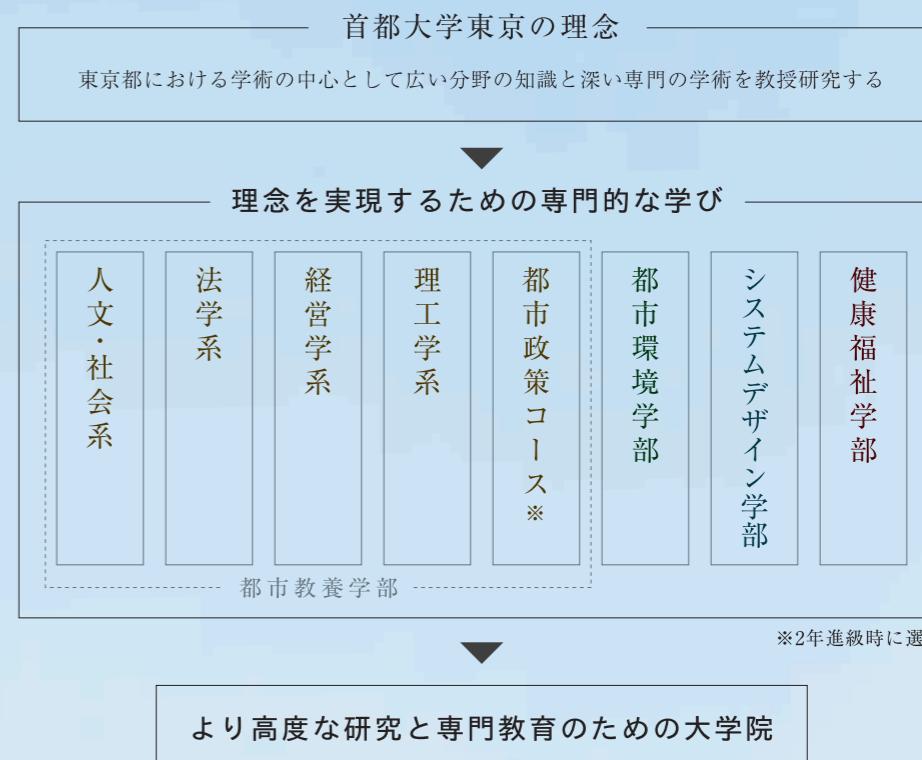 首都大学東京の理念
東京都における学術の中心として広い分野の知識と深い専門の学術を教授研究する
理念を実現するための専門的な学び
人文・社会系
法学系
経営学系
理工学系
都市政策コース※
都市環境学部
システムデザイン学部
健康福祉学部
都市教養学部
※2年進級時に選
より高度な研究と専門教育のための大学院